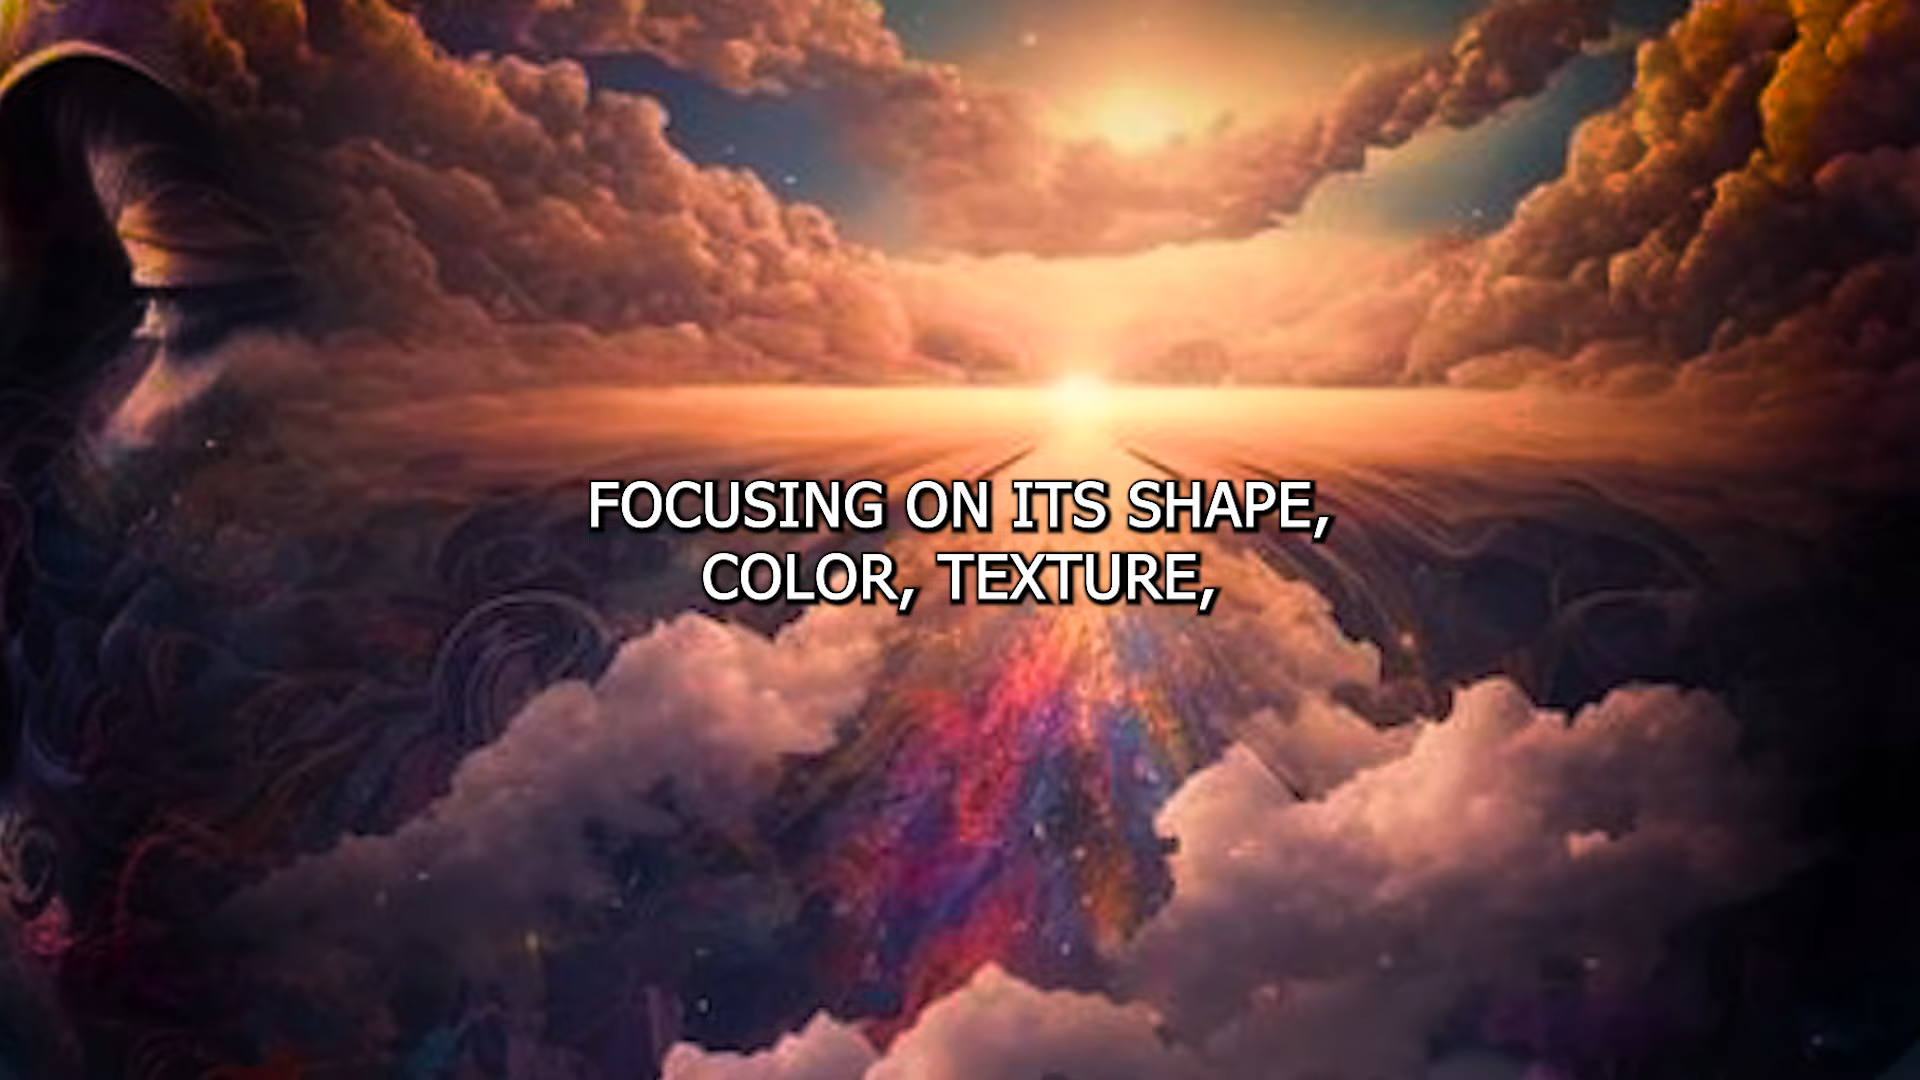 FOCUSING ON ITS SHAPE,
COLOR, TEXTURE,